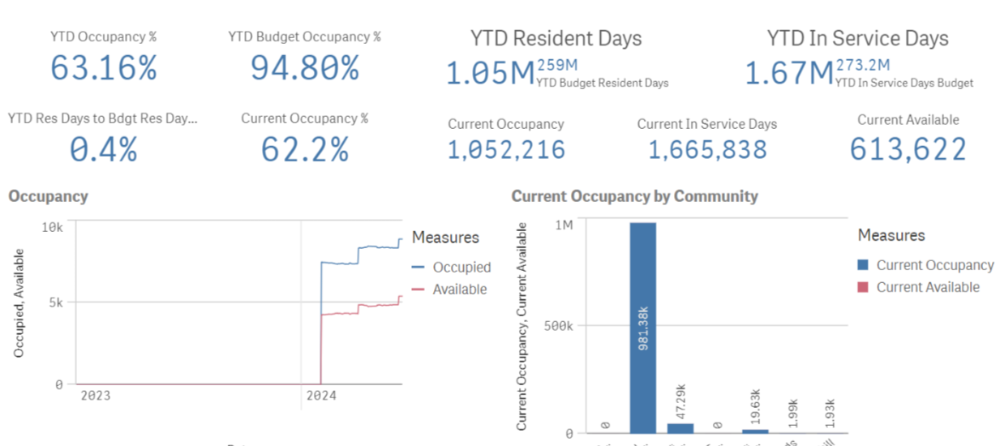 YTD Occupancy %
63.16%
YTD Budget Occupancy %
94.80%
YTD Resident Days
1.05M 259M
YTD Budget Resident Days
YTD In Service Days
1.67M 273.2M
YTD In Service Days Budget
YTD Res Days to Bdgt Res Day...
0.4%
Current Occupancy %
62.2%
Current Occupancy
1,052,216
Current In Service Days
1,665,838
Current Available
613,622
Occupancy
Occupied, Available
10k
5k
0
2023
2024
Measures
Occupied
Available
Current Occupancy by Community
Current Occupancy, Current Available
1M
500k
0
0
981.38k
47.29k
0
19.63k
1.99k
1.93k
Measures
Current Occupancy
Current Available